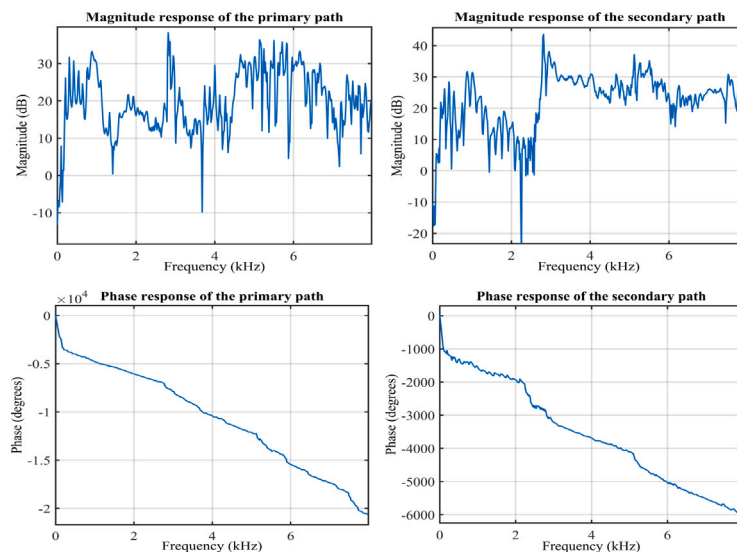 Magnitude response of the primary path
Magnitude (dB)
30
20
10
0
-10
0 2 4 6
Frequency (kHz)
Magnitude response of the secondary path
Magnitude (dB)
40
30
20
10
0
-10
-20
0 2 4 6
Frequency (kHz)
Phase response of the primary path
×10⁴
Phase (degrees)
0
-0.5
-1
-1.5
-2
0 2 4 6
Frequency (kHz)
Phase response of the secondary path
Phase (degrees)
0
-1000
-2000
-3000
-4000
-5000
-6000
0 2 4 6
Frequency (kHz)